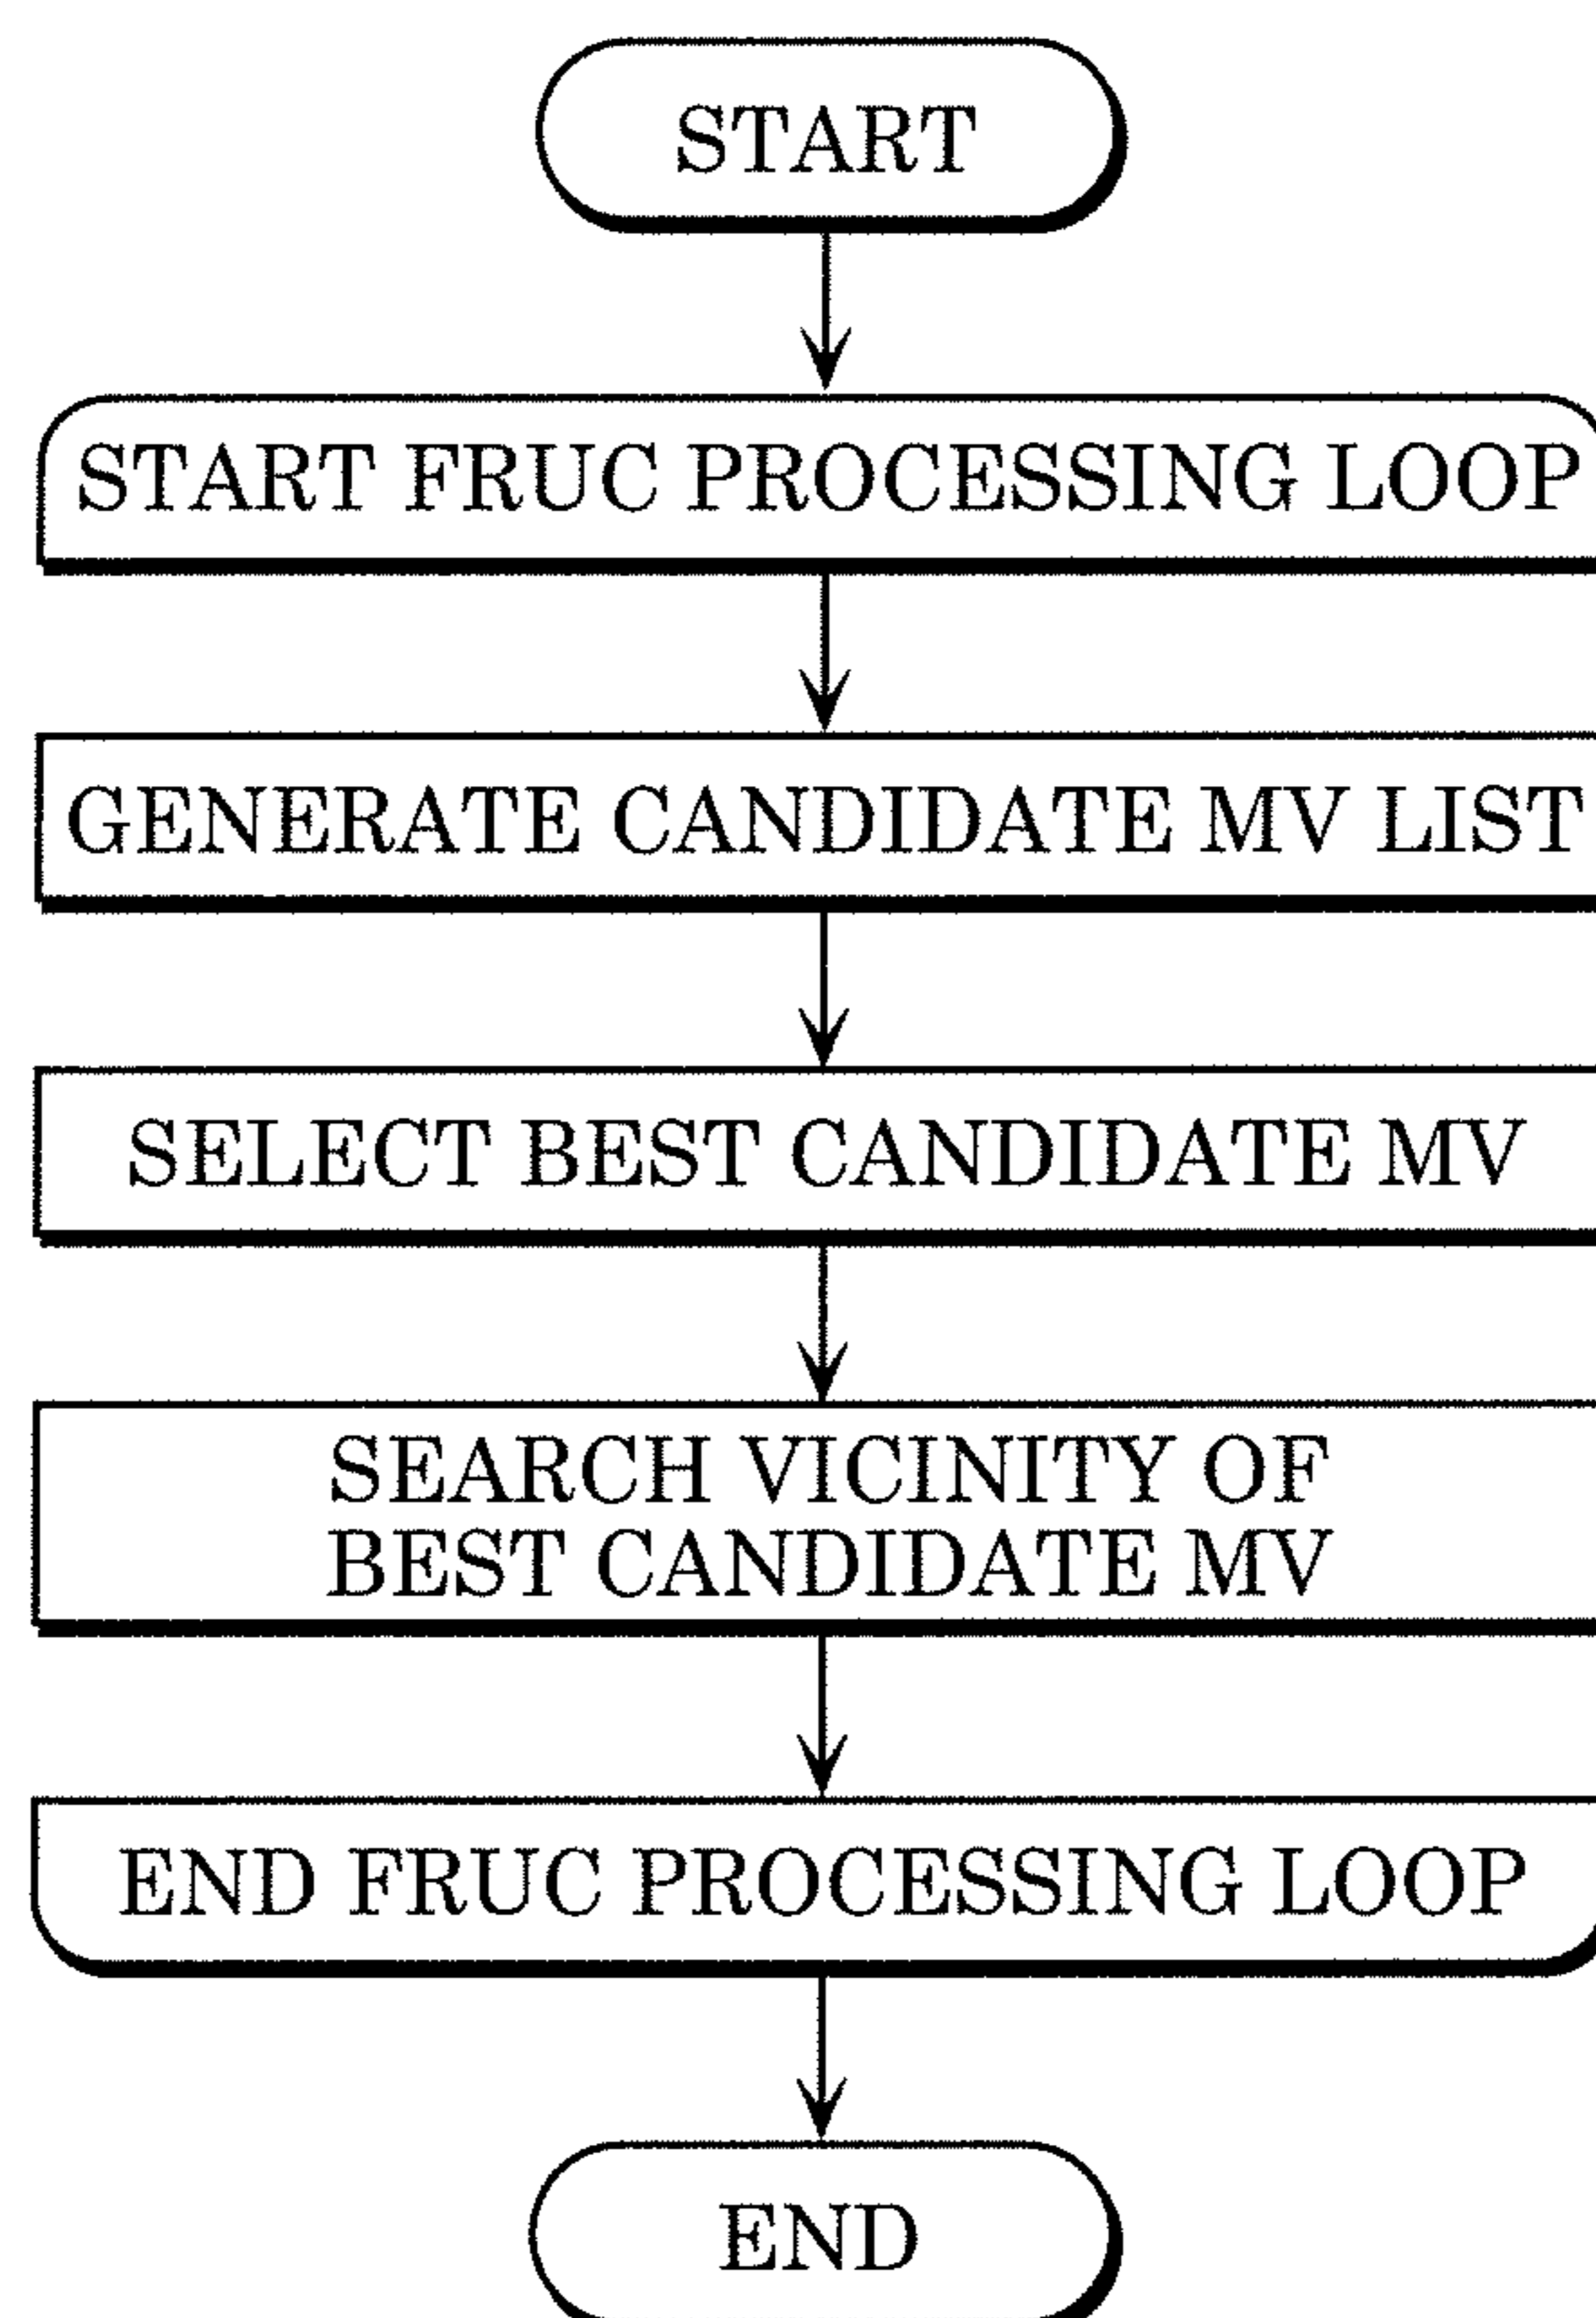 START
START FRUC PROCESSING LOOP
GENERATE CANDIDATE MV LIST
SELECT BEST CANDIDATE MV
SEARCH VICINITY OF
BEST CANDIDATE MV
END FRUC PROCESSING LOOP
END